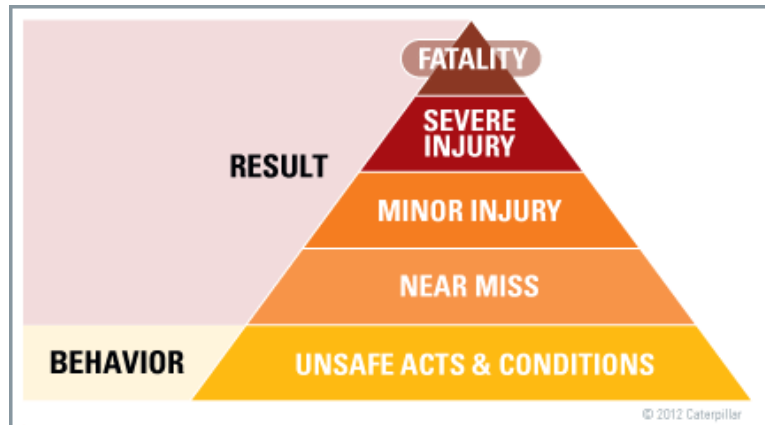 FATALITY
SEVERE
INJURY
RESULT
MINOR INJURY
NEAR MISS
BEHAVIOR
UNSAFE ACTS & CONDITIONS
© 2012 Caterpillar